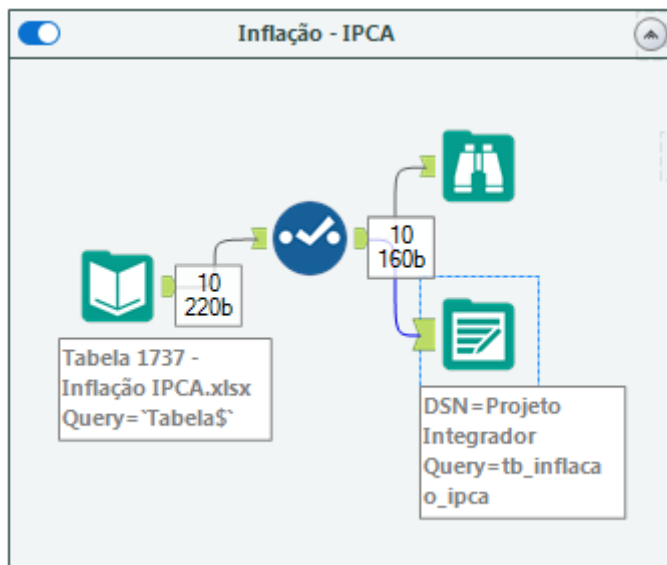 Inflação - IPCA
10
220b
10
160b
Tabela 1737 -
Inflação IPCA.xlsx
Query=`Tabela$`
DSN=Projeto
Integrador
Query=tb_inflaca
o_ipca